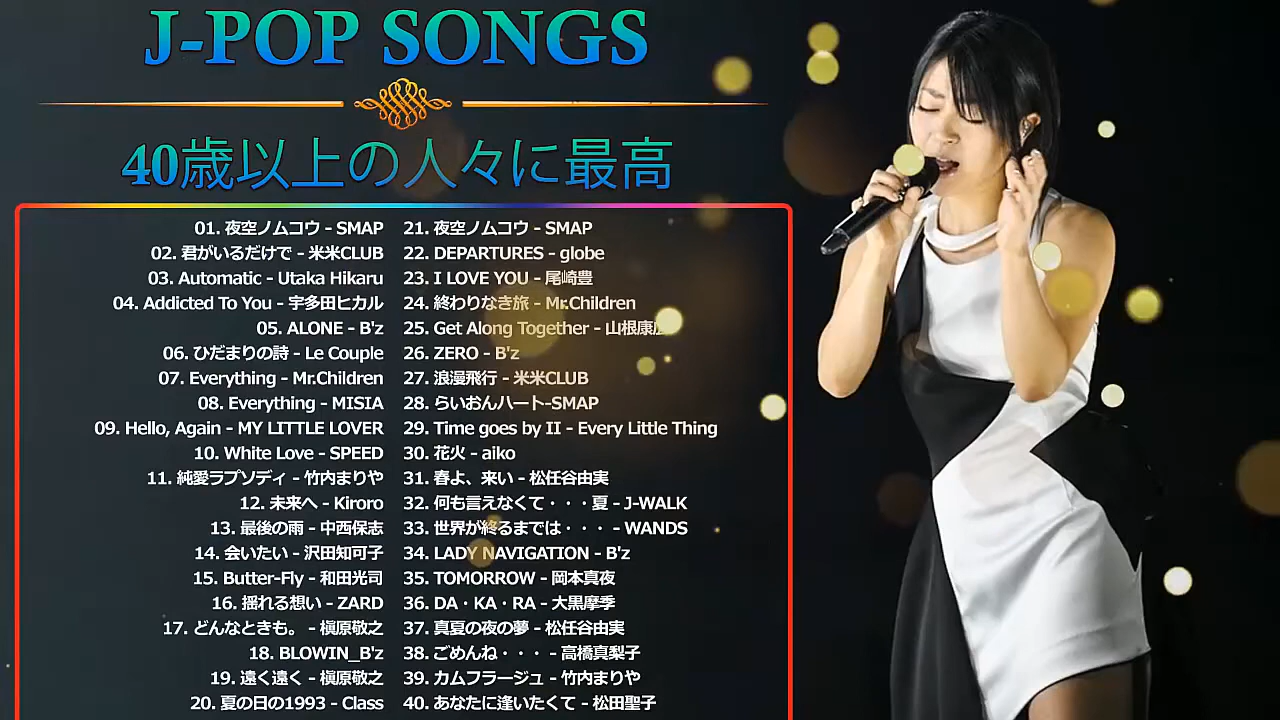 J-POP SONGS
40歳以上の人々に最高
01. 夜空ノムコウ - SMAP
02. 君がいるだけで - 米米CLUB
03. Automatic - Utaka Hikaru
04. Addicted To You - 宇多田ヒカル
05. ALONE - B'z
06. ひだまりの詩 - Le Couple
07. Everything - Mr.Children
08. Everything - MISIA
09. Hello, Again - MY LITTLE LOVER
10. White Love - SPEED
11. 純愛ラプソディ - 竹内まりや
12. 未来へ - Kiroro
13. 最後の雨 - 中西保志
14. 会いたい - 沢田知可子
15. Butter-Fly - 和田光司
16. 揺れる想い - ZARD
17. どんなときも。 - 槇原敬之
18. BLOWIN_B'z
19. 遠く遠く - 槇原敬之
20. 夏の日の1993 - Class
21. 夜空ノムコウ - SMAP
22. DEPARTURES - globe
23. I LOVE YOU - 尾崎豊
24. 終わりなき旅 - Mr.Children
25. Get Along Together - 山根康広
26. ZERO - B'z
27. 浪漫飛行 - 米米CLUB
28. らいおんハート-SMAP
29. Time goes by II - Every Little Thing
30. 花火 - aiko
31. 春よ、来い - 松任谷由実
32. 何も言えなくて・・・夏 - J-WALK
33. 世界が終るまでは・・・ - WANDS
34. LADY NAVIGATION - B'z
35. TOMORROW - 岡本真夜
36. DA・KA・RA - 大黒摩季
37. 真夏の夜の夢 - 松任谷由実
38. ごめんね・・・ - 高橋真梨子
39. カムフラージュ - 竹内まりや
40. あなたに逢いたくて - 松田聖子